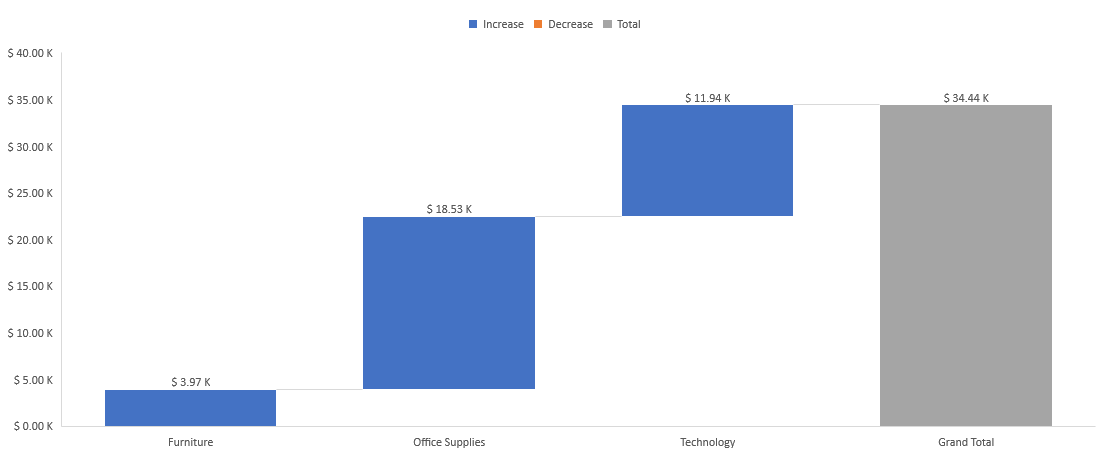 Increase Decrease Total
$ 40.00 K
$ 35.00 K
$ 30.00 K
$ 25.00 K
$ 20.00 K
$ 15.00 K
$ 10.00 K
$ 5.00 K
$ 0.00 K
$ 3.97 K
$ 18.53 K
$ 11.94 K
$ 34.44 K
Furniture Office Supplies Technology Grand Total